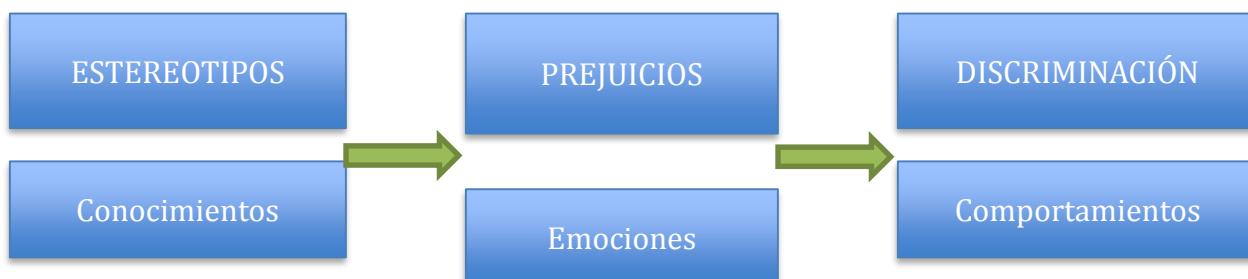 ESTEREOTIPOS
PREJUICIOS
DISCRIMINACIÓN
Conocimientos
Emociones
Comportamientos